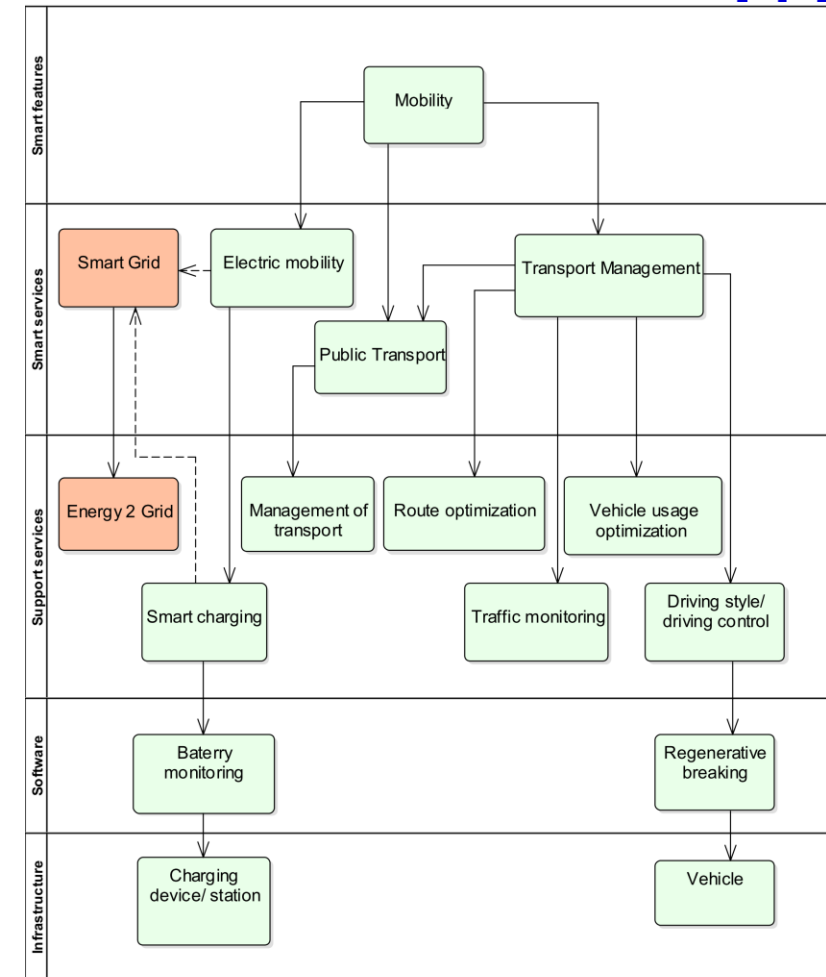 Smart features
Mobility
Smart services
Smart Grid
Electric mobility
Transport Management
Public Transport
Support services
Energy 2 Grid
Management of
transport
Route optimization
Vehicle usage
optimization
Smart charging
Traffic monitoring
Driving style/
driving control
Software
Baterry
monitoring
Regenerative
breaking
Infrastructure
Charging
device/ station
Vehicle